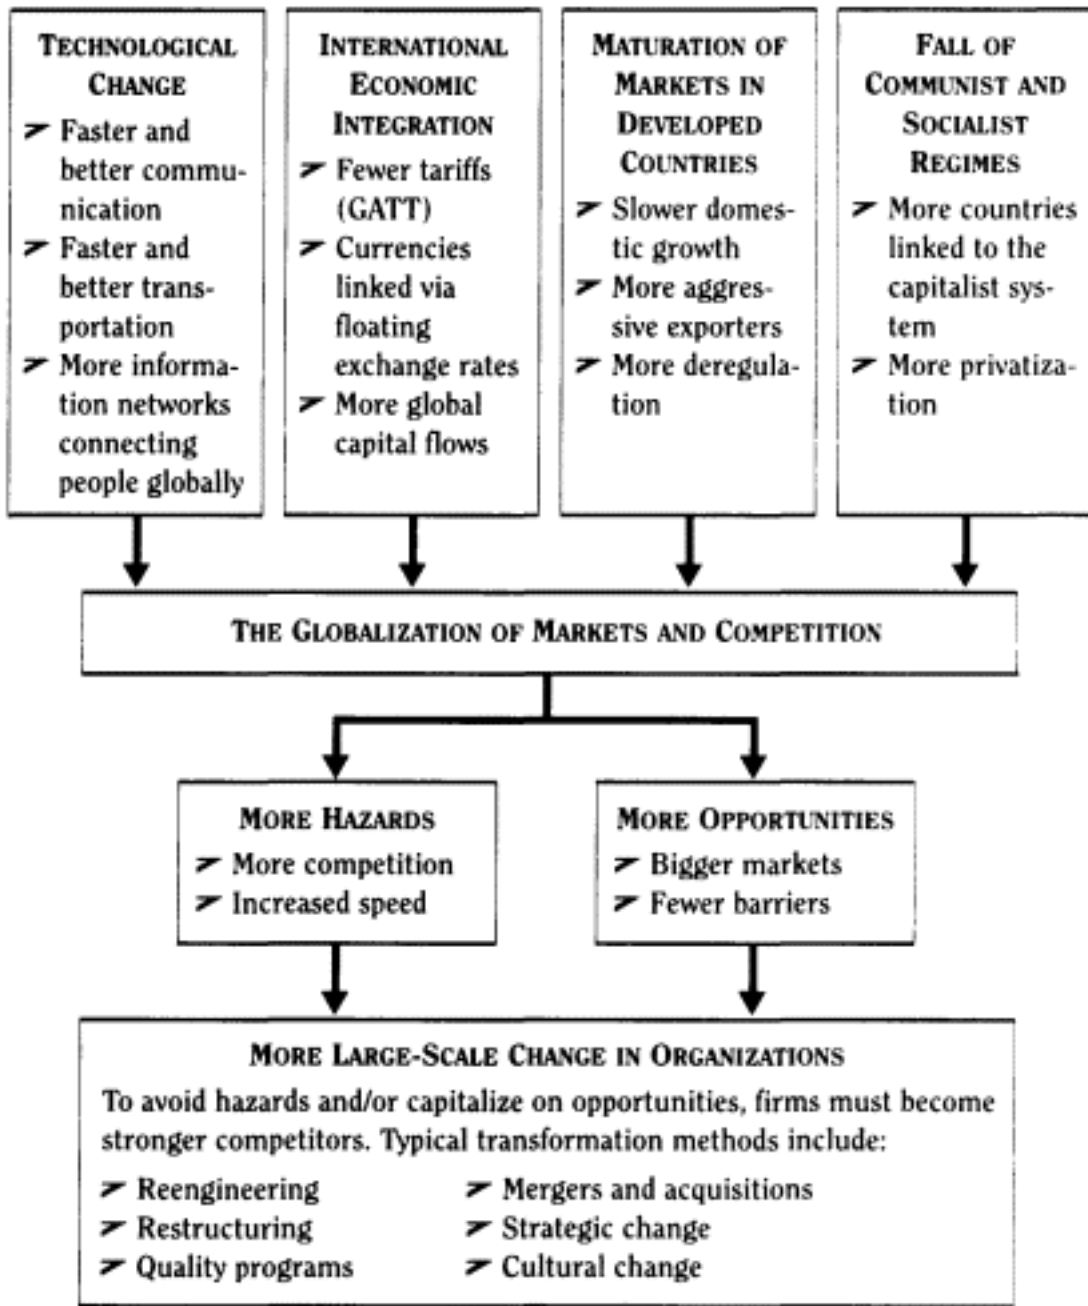 TECHNOLOGICAL
CHANGE
➢ Faster and
better commu-
nication
➢ Faster and
better trans-
portation
➢ More informa-
tion networks
connecting
people globally
INTERNATIONAL
ECONOMIC
INTEGRATION
➢ Fewer tariffs
(GATT)
➢ Currencies
linked via
floating
exchange rates
➢ More global
capital flows
MATURATION OF
MARKETS IN
DEVELOPED
COUNTRIES
➢ Slower domes-
tic growth
➢ More aggres-
sive exporters
➢ More deregula-
tion
FALL OF
COMMUNIST AND
SOCIALIST
REGIMES
➢ More countries
linked to the
capitalist sys-
tem
➢ More privatiza-
tion
THE GLOBALIZATION OF MARKETS AND COMPETITION
MORE HAZARDS
➢ More competition
➢ Increased speed
MORE OPPORTUNITIES
➢ Bigger markets
➢ Fewer barriers
MORE LARGE-SCALE CHANGE IN ORGANIZATIONS
To avoid hazards and/or capitalize on opportunities, firms must become
stronger competitors. Typical transformation methods include:
➢ Reengineering
➢ Restructuring
➢ Quality programs
➢ Mergers and acquisitions
➢ Strategic change
➢ Cultural change